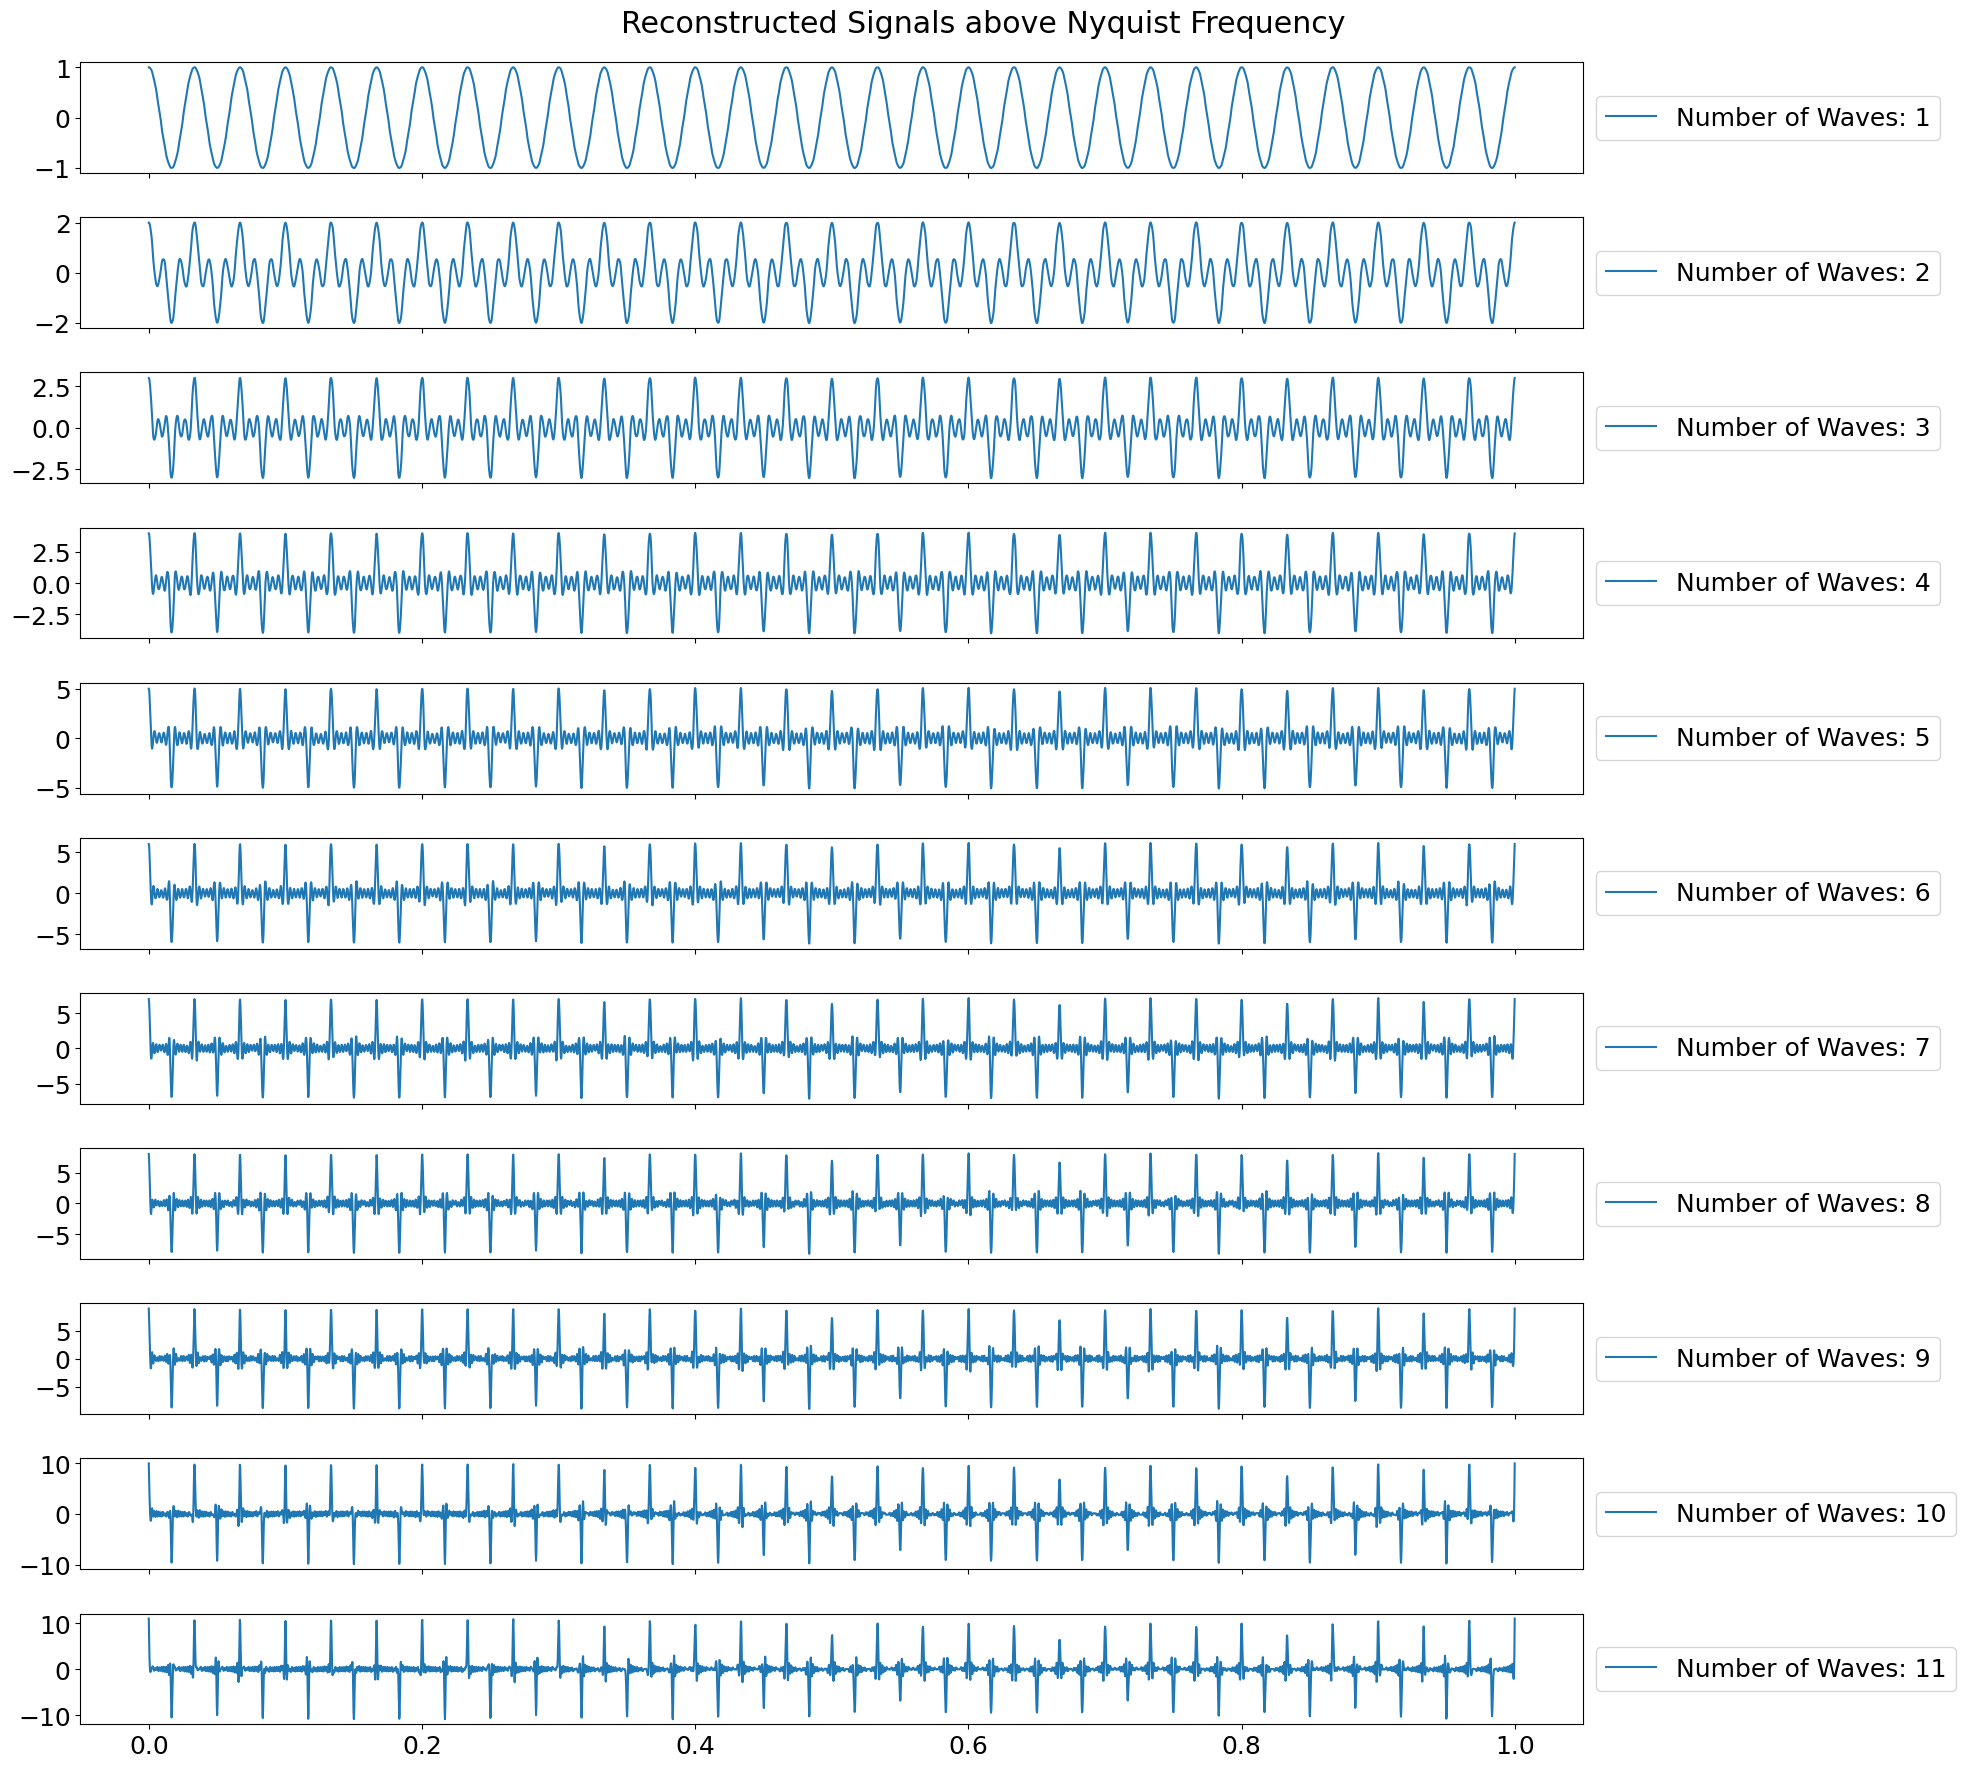 Reconstructed Signals above Nyquist Frequency
1
0
−1
Number of Waves: 1
2
0
−2
Number of Waves: 2
2.5
0.0
−2.5
Number of Waves: 3
2.5
0.0
−2.5
Number of Waves: 4
5
0
−5
Number of Waves: 5
5
0
−5
Number of Waves: 6
5
0
−5
Number of Waves: 7
5
0
−5
Number of Waves: 8
5
0
−5
Number of Waves: 9
10
0
−10
Number of Waves: 10
10
0
−10
Number of Waves: 11
0.0 0.2 0.4 0.6 0.8 1.0